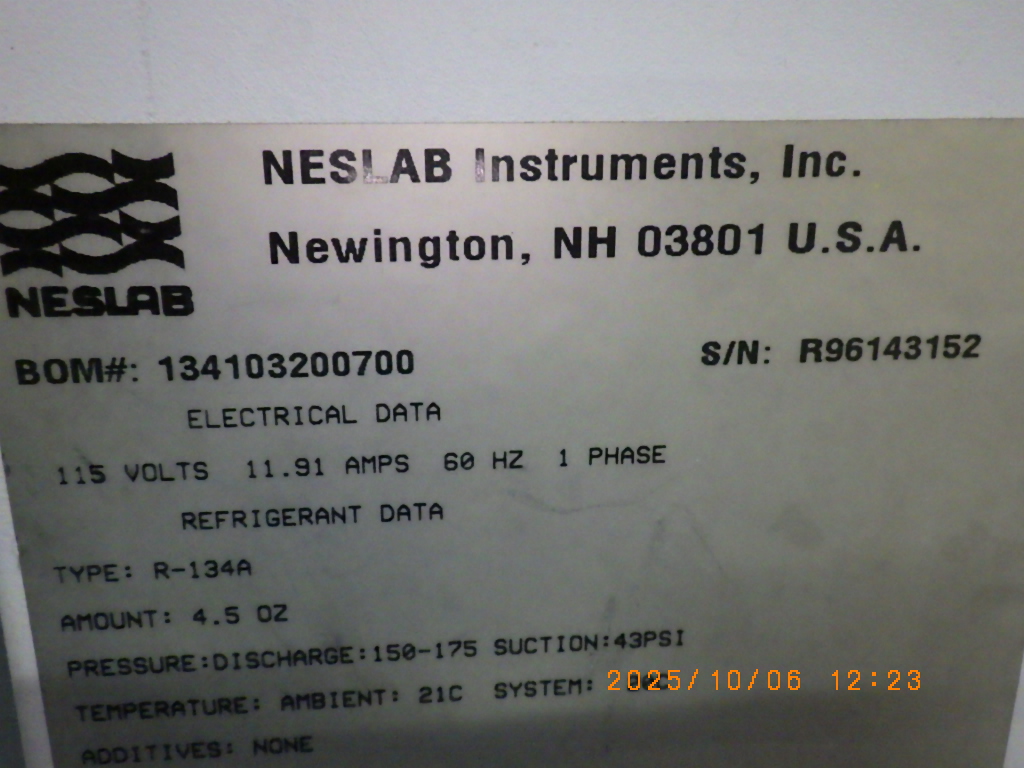 NESLAB Instruments, Inc.
Newington, NH 03801 U.S.A.
NESLAB
BOM#: 134103200700 S/N: R96143152
ELECTRICAL DATA
115 VOLTS 11.91 AMPS 60 HZ 1 PHASE
REFRIGERANT DATA
TYPE: R-134A
AMOUNT: 4.5 OZ
PRESSURE:DISCHARGE:150-175 SUCTION:43PSI
TEMPERATURE: AMBIENT: 21C SYSTEM:
2025/10/06 12:23
ADDITIVES: NONE